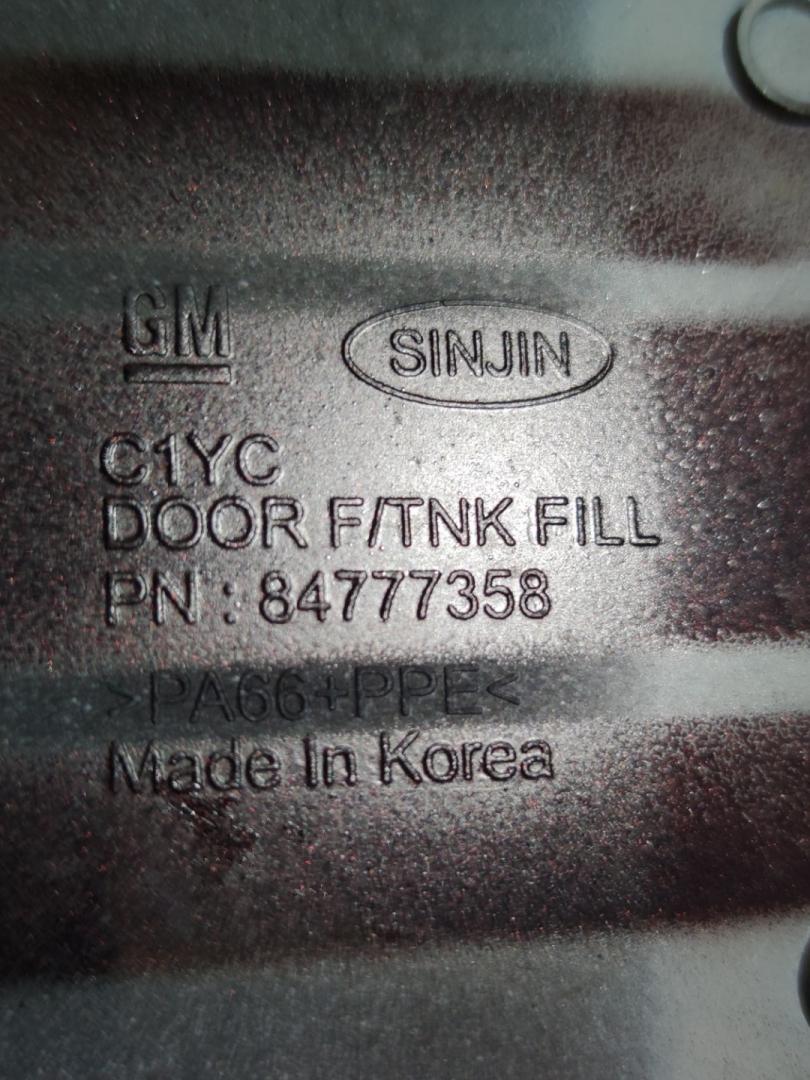 GM SINJIN
C1YC
DOOR F/TNK FILL
PN : 84777358
>PA66+PPE<
Made In Korea